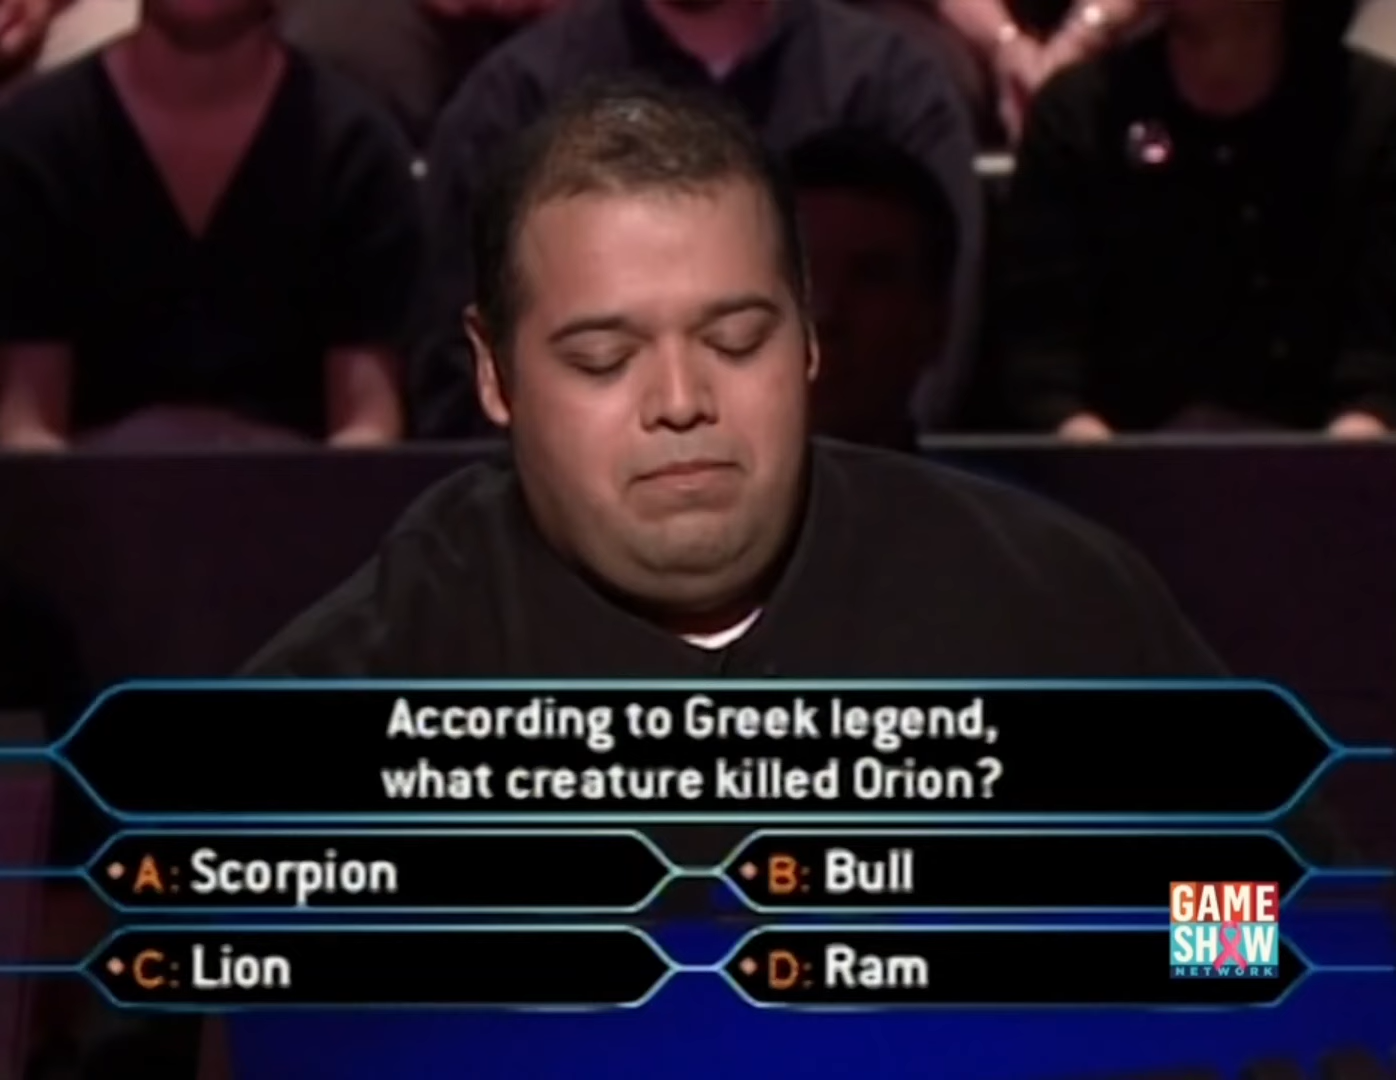 According to Greek legend,
what creature killed Orion?
A: Scorpion
B: Bull
C: Lion
D: Ram
GAME
SHOW
NETWORK